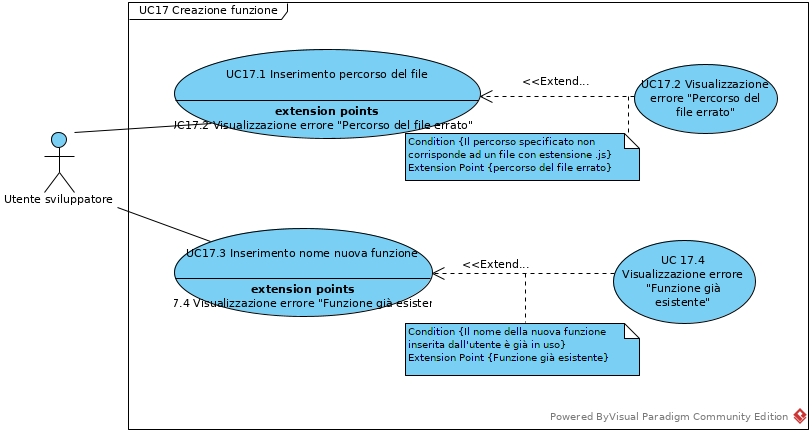 UC17 Creazione funzione
UC17.1 Inserimento percorso del file
extension points
UC17.2 Visualizzazione errore "Percorso del file errato"
<<Extend...
UC17.2 Visualizzazione
errore "Percorso del
file errato"
Condition {Il percorso specificato non
corrisponde ad un file con estensione .js}
Extension Point {percorso del file errato}
Utente sviluppatore
UC17.3 Inserimento nome nuova funzione
extension points
7.4 Visualizzazione errore "Funzione già esister
<<Extend...
UC 17.4
Visualizzazione errore
"Funzione già
esistente"
Condition {Il nome della nuova funzione
inserita dall'utente è già in uso}
Extension Point {Funzione già esistente}
Powered ByVisual Paradigm Community Edition